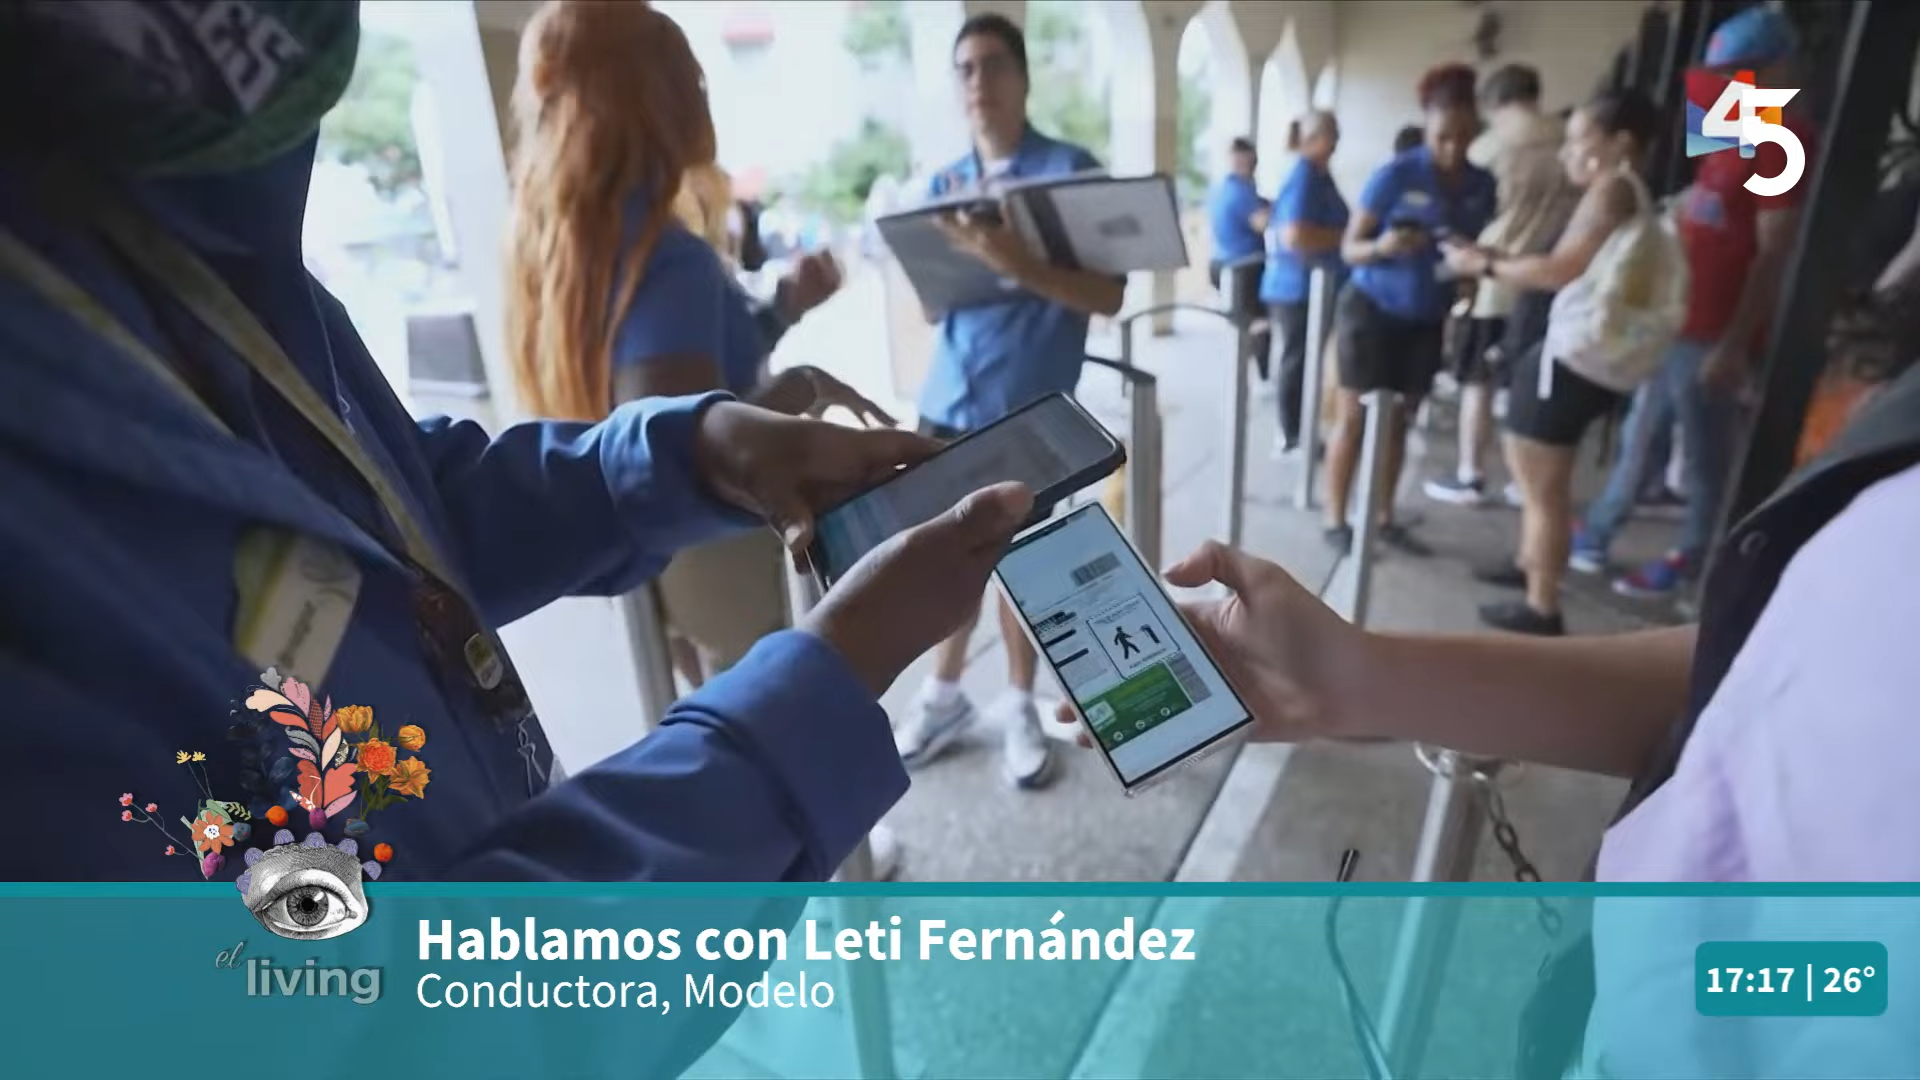 45
Hablamos con Leti Fernández
Conductora, Modelo
el living
17:17 | 26°